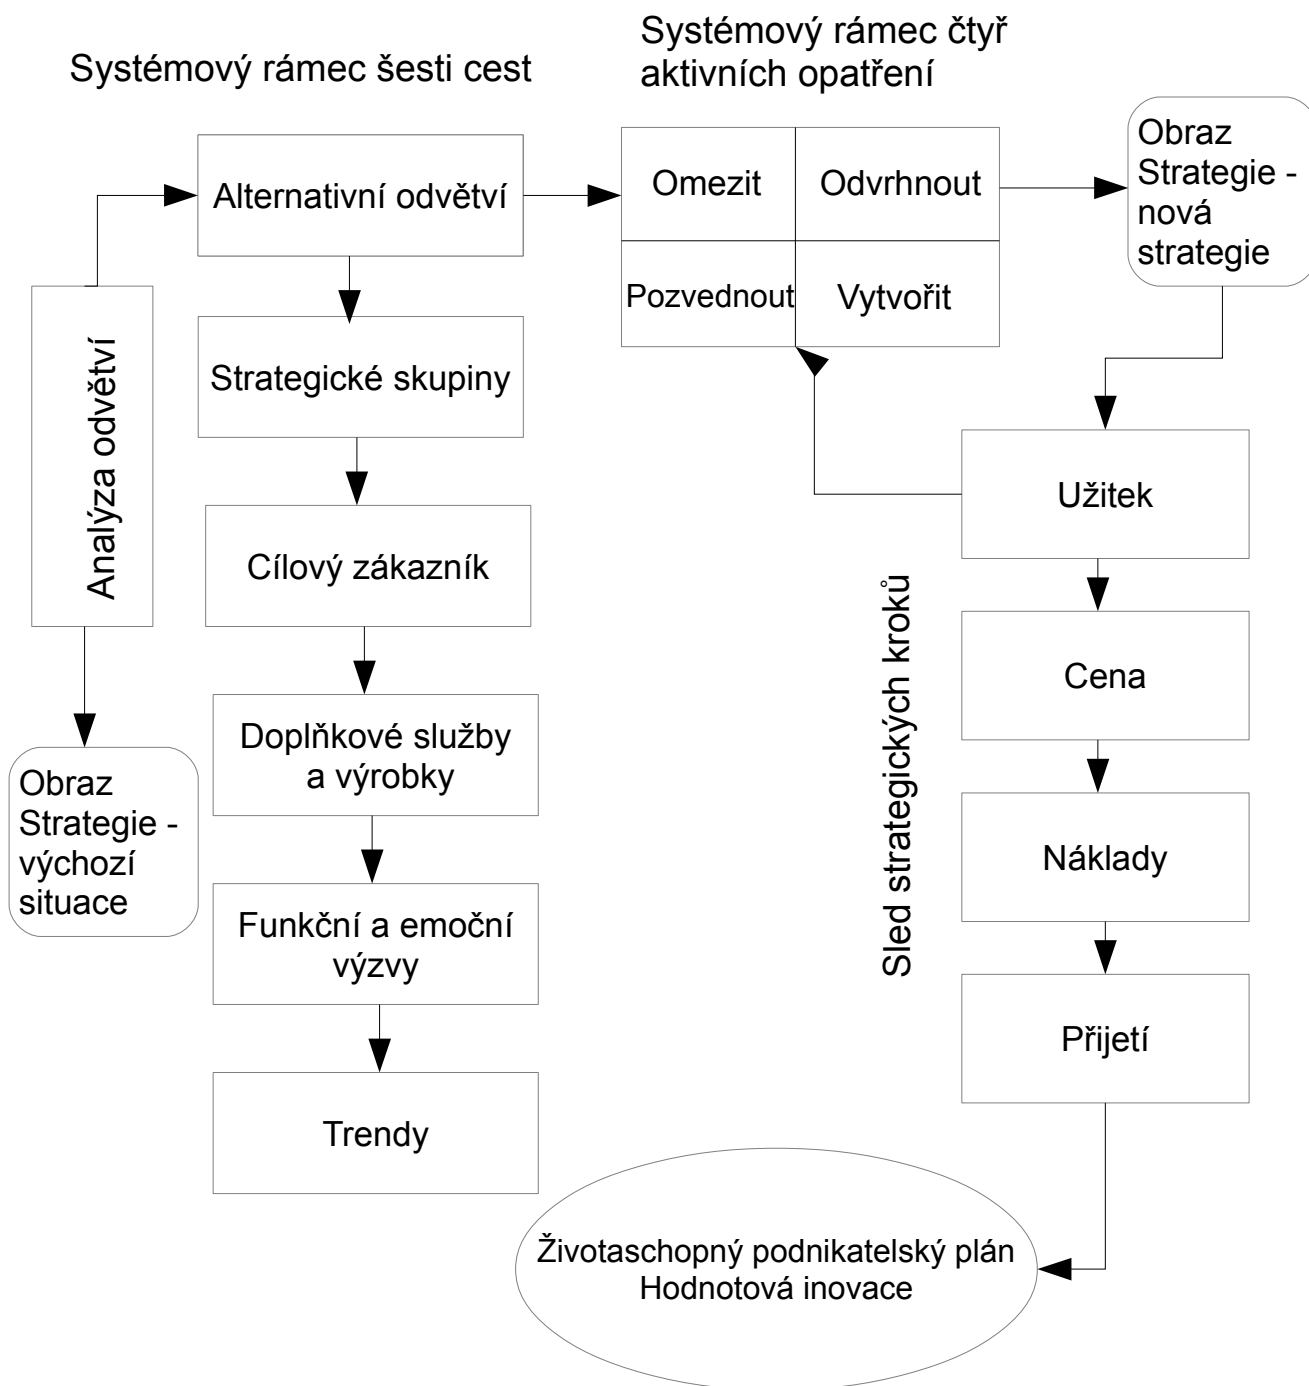 Systémový rámec šesti cest
Systémový rámec čtyř
aktivních opatření
Alternativní odvětví
Omezit
Odvrhnout
Pozvednout
Vytvořit
Obraz
Strategie -
nová
strategie
Analýza odvětví
Strategické skupiny
Cílový zákazník
Doplňkové služby
a výrobky
Funkční a emoční
výzvy
Trendy
Obraz
Strategie -
výchozí
situace
Sled strategických kroků
Užitek
Cena
Náklady
Přijetí
Životaschopný podnikatelský plán
Hodnotová inovace